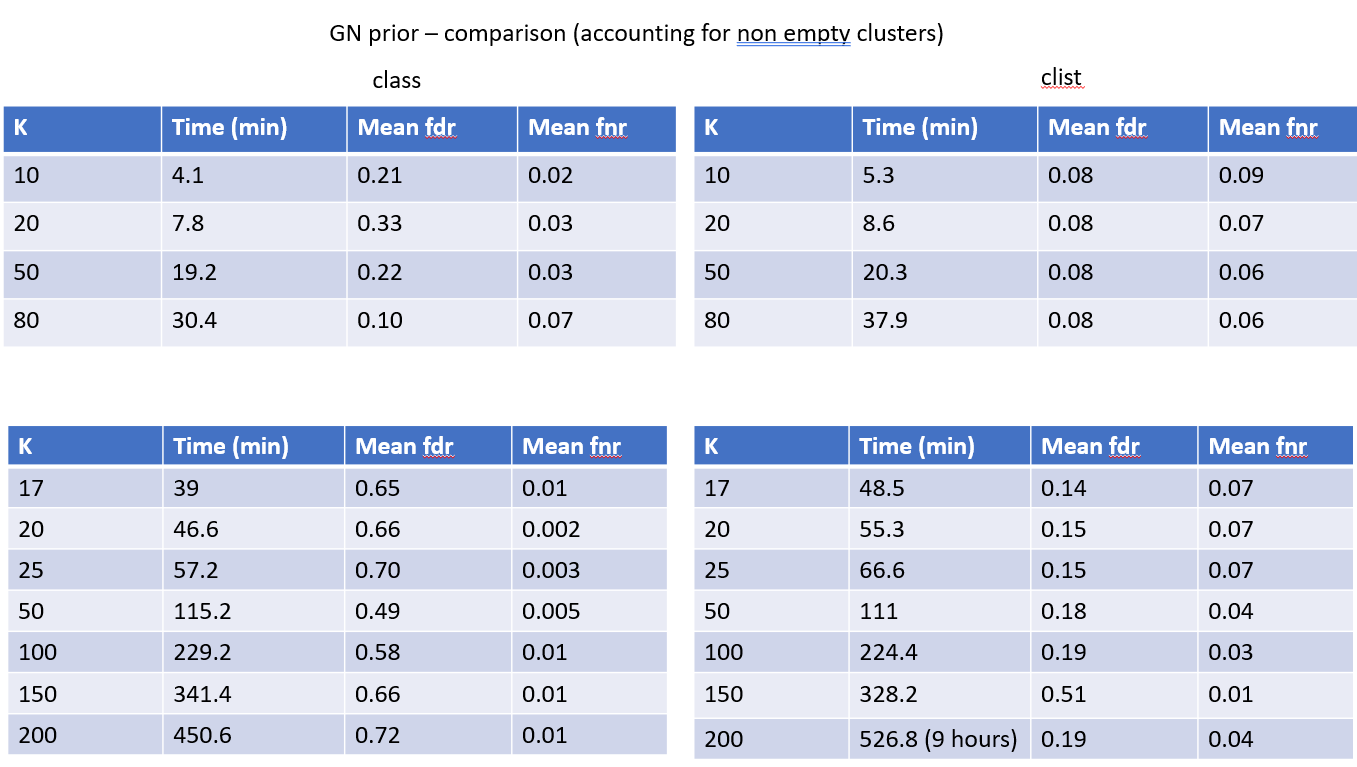 GN prior – comparison (accounting for non empty clusters)
class
clist
K Time (min) Mean fdr Mean fnr
10 4.1 0.21 0.02
20 7.8 0.33 0.03
50 19.2 0.22 0.03
80 30.4 0.10 0.07
K Time (min) Mean fdr Mean fnr
10 5.3 0.08 0.09
20 8.6 0.08 0.07
50 20.3 0.08 0.06
80 37.9 0.08 0.06
K Time (min) Mean fdr Mean fnr
17 39 0.65 0.01
20 46.6 0.66 0.002
25 57.2 0.70 0.003
50 115.2 0.49 0.005
100 229.2 0.58 0.01
150 341.4 0.66 0.01
200 450.6 0.72 0.01
K Time (min) Mean fdr Mean fnr
17 48.5 0.14 0.07
20 55.3 0.15 0.07
25 66.6 0.15 0.07
50 111 0.18 0.04
100 224.4 0.19 0.03
150 328.2 0.51 0.01
200 526.8 (9 hours) 0.19 0.04